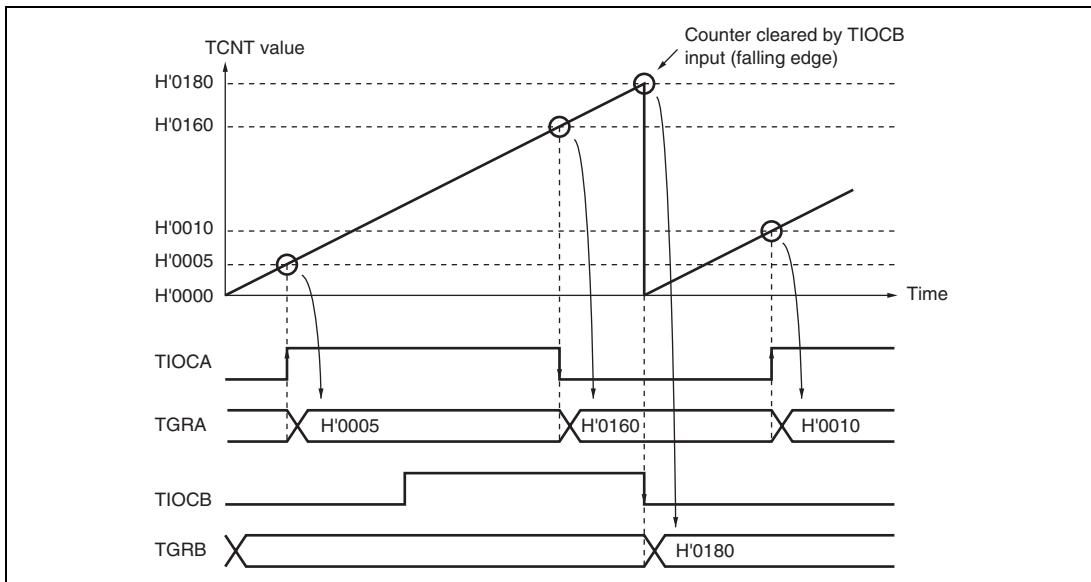 Counter cleared by TIOCB
input (falling edge)
TCNT value
H'0180
H'0160
H'0010
H'0005
H'0000
Time
TIOCA
TGRA
H'0005
H'0160
H'0010
TIOCB
TGRB
H'0180